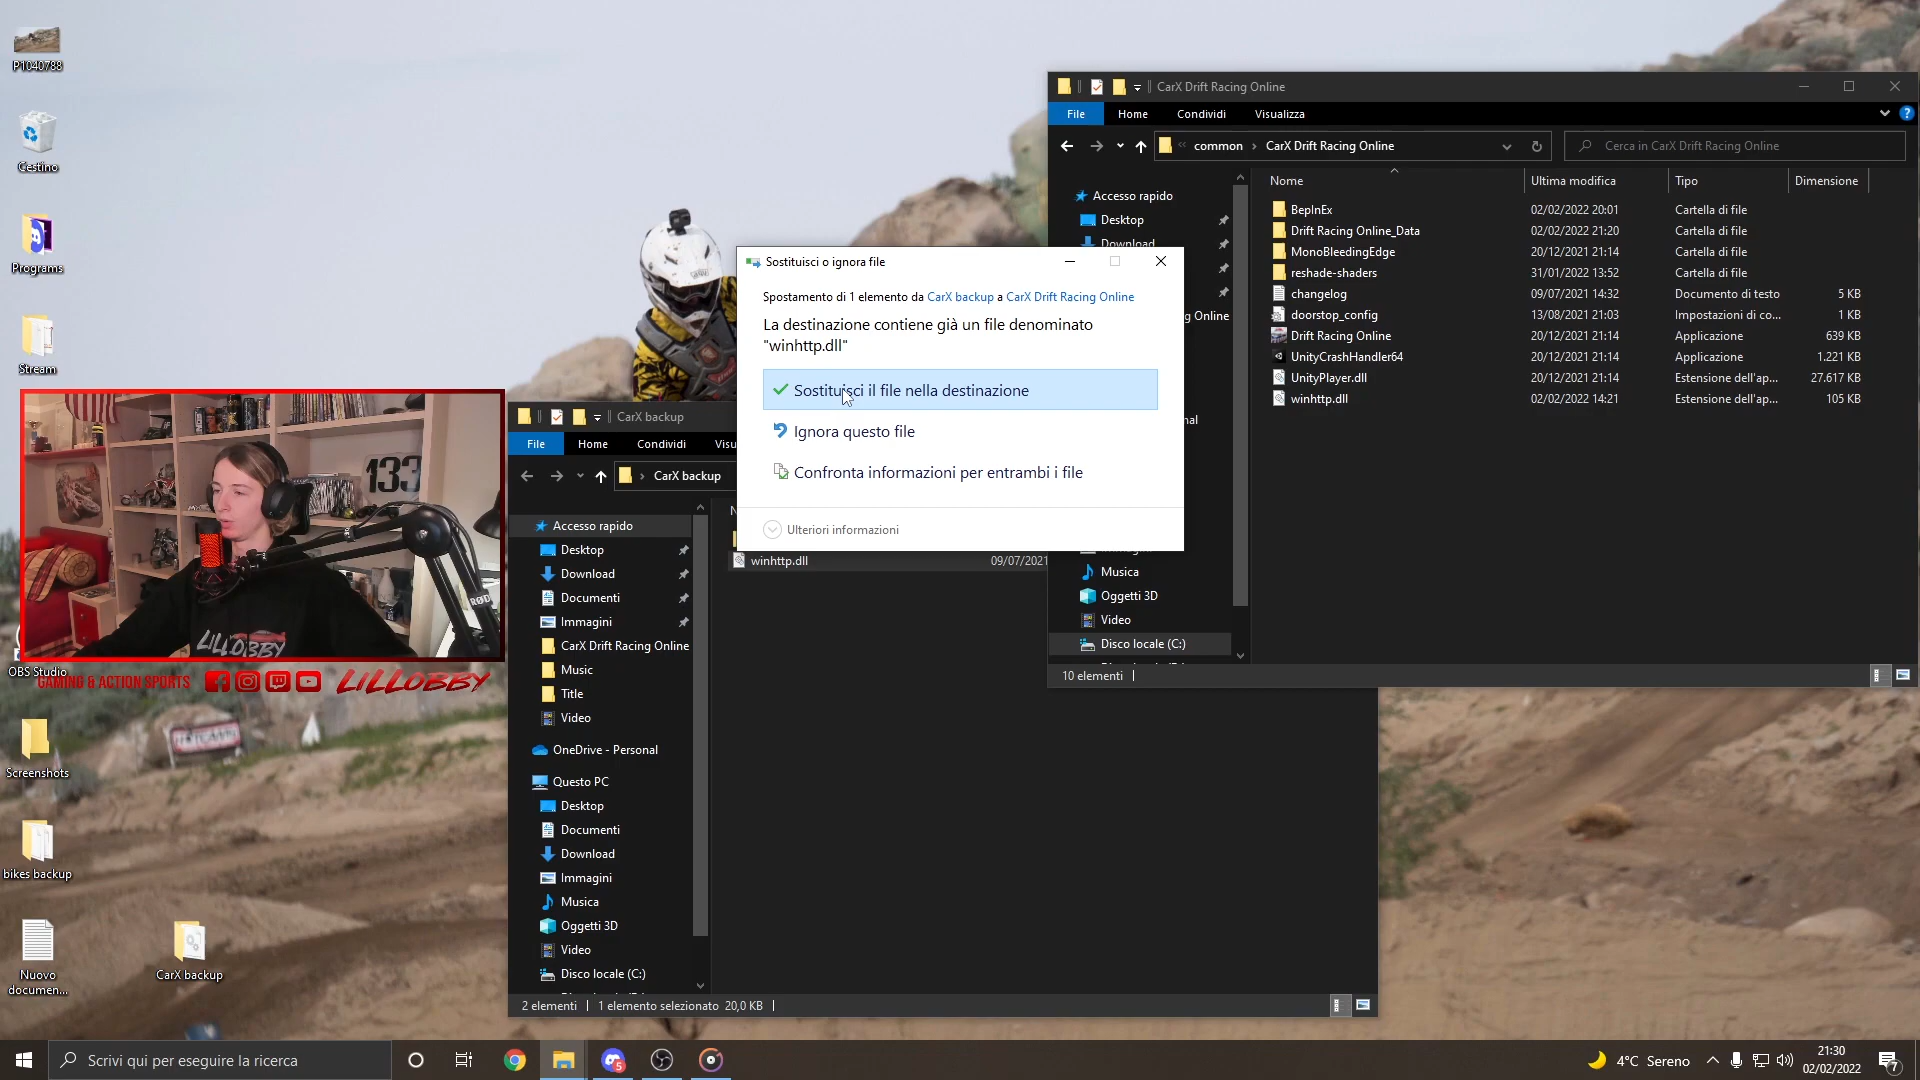 P1040788
Cestino
Programs
Stream
OBS Studio
Screenshots
bikes backup
Nuovo
documen...
CarX backup
133
RØD
LILLOBBY
GAMING & ACTION SPORTS
LILLOBBY
CarX Drift Racing Online
File
Home
Condividi
Visualizza
common
CarX Drift Racing Online
Cerca in CarX Drift Racing Online
Accesso rapido
Desktop
Download
g Online
nal
Musica
Oggetti 3D
Video
Disco locale (C:)
Nome
Ultima modifica
Tipo
Dimensione
BepInEx
02/02/2022 20:01
Cartella di file
Drift Racing Online_Data
02/02/2022 21:20
Cartella di file
MonoBleedingEdge
20/12/2021 21:14
Cartella di file
reshade-shaders
31/01/2022 13:52
Cartella di file
changelog
09/07/2021 14:32
Documento di testo
5 KB
doorstop_config
13/08/2021 21:03
Impostazioni di co...
1 KB
Drift Racing Online
20/12/2021 21:14
Applicazione
639 KB
UnityCrashHandler64
20/12/2021 21:14
Applicazione
1.221 KB
UnityPlayer.dll
20/12/2021 21:14
Estensione dell'ap...
27.617 KB
winhttp.dll
02/02/2022 14:21
Estensione dell'ap...
105 KB
10 elementi
Sostituisci o ignora file
Spostamento di 1 elemento da CarX backup a CarX Drift Racing Online
La destinazione contiene già un file denominato
"winhttp.dll"
Sostituisci il file nella destinazione
Ignora questo file
Confronta informazioni per entrambi i file
Ulteriori informazioni
CarX backup
File
Home
Condividi
Visu
CarX backup
Accesso rapido
Desktop
Download
Documenti
Immagini
CarX Drift Racing Online
Music
Title
Video
OneDrive - Personal
Questo PC
Desktop
Documenti
Download
Immagini
Musica
Oggetti 3D
Video
Disco locale (C:)
winhttp.dll
09/07/2021
2 elementi
1 elemento selezionato 20,0 KB
Scrivi qui per eseguire la ricerca
5
4°C Sereno
21:30
02/02/2022
7